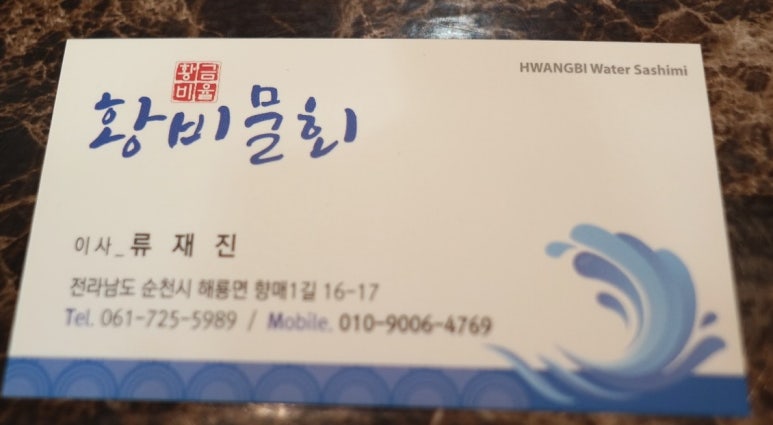 HWANGBI Water Sashimi
황금
비율
황비물회
이사_류 재 진
전라남도 순천시 해룡면 향매1길 16-17
Tel. 061-725-5989 / Mobile. 010-9006-4769